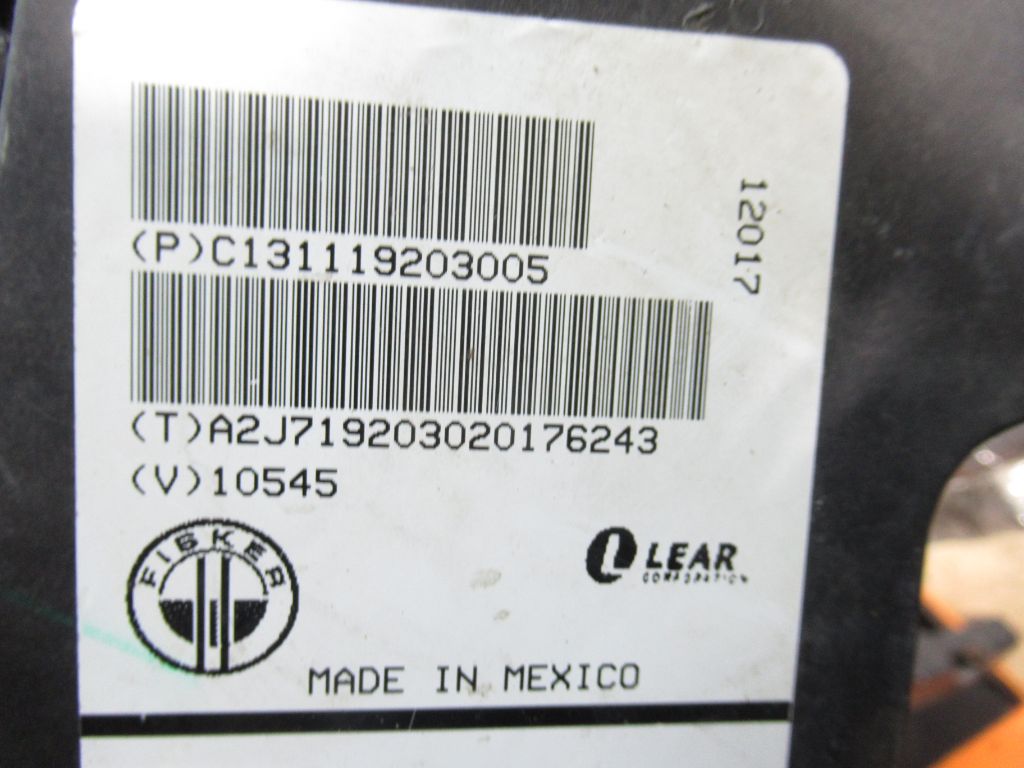 (P)C131119203005
12017
(T)A2J719203020176243
(V)10545
FISKER
LEAR
CORPORATION
MADE IN MEXICO